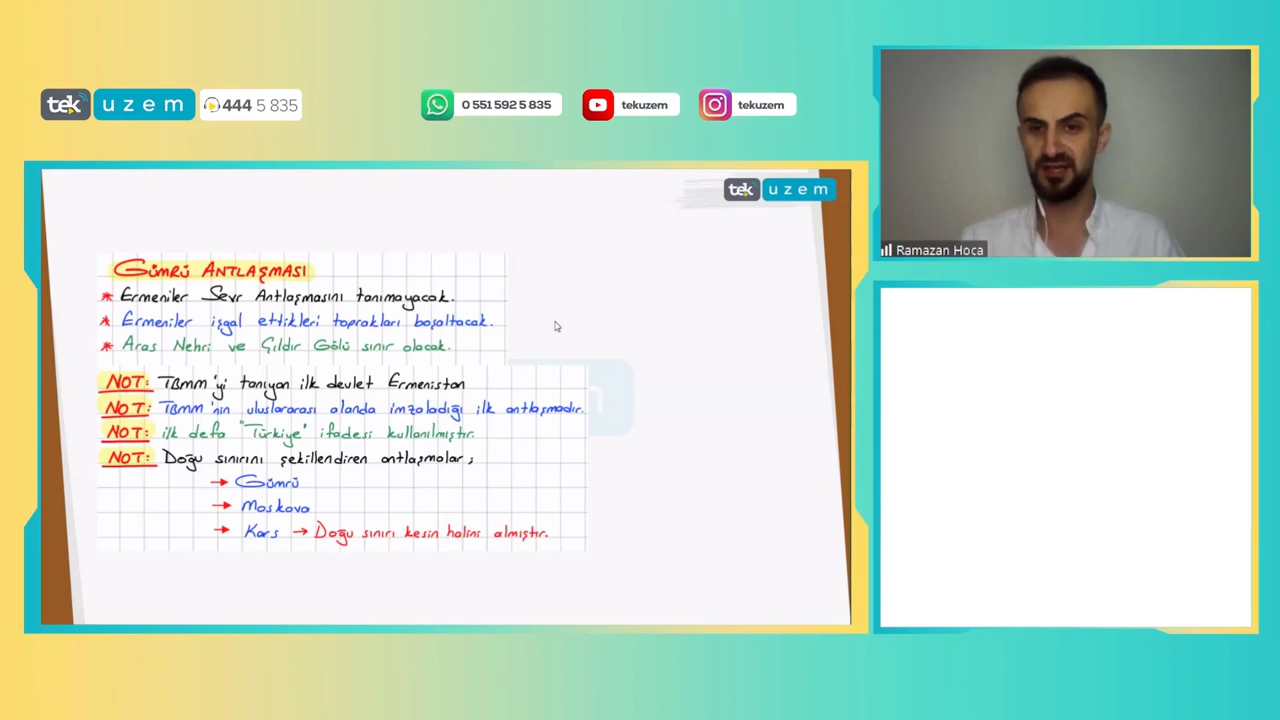 tek uzem 444 5 835
0 551 592 5 835
tekuzem
tekuzem
tek uzem
GÜMRÜ ANTLAŞMASI
* Ermeniler Sevr Antlaşmasını tanımayacak.
* Ermeniler işgal ettikleri toprakları boşaltacak.
* Aras Nehri ve Çıldır Gölü sınır olacak.
NOT: TBMM'yi tanıyan ilk devlet Ermenistan
NOT: TBMM'nin uluslararası alanda imzaladığı ilk antlaşmadır.
NOT: ilk defa "Türkiye" ifadesi kullanılmıştır.
NOT: Doğu sınırını şekillendiren antlaşmalar;
→ Gümrü
→ Moskova
→ Kars → Doğu sınırı kesin halini almıştır.
Ramazan Hoca